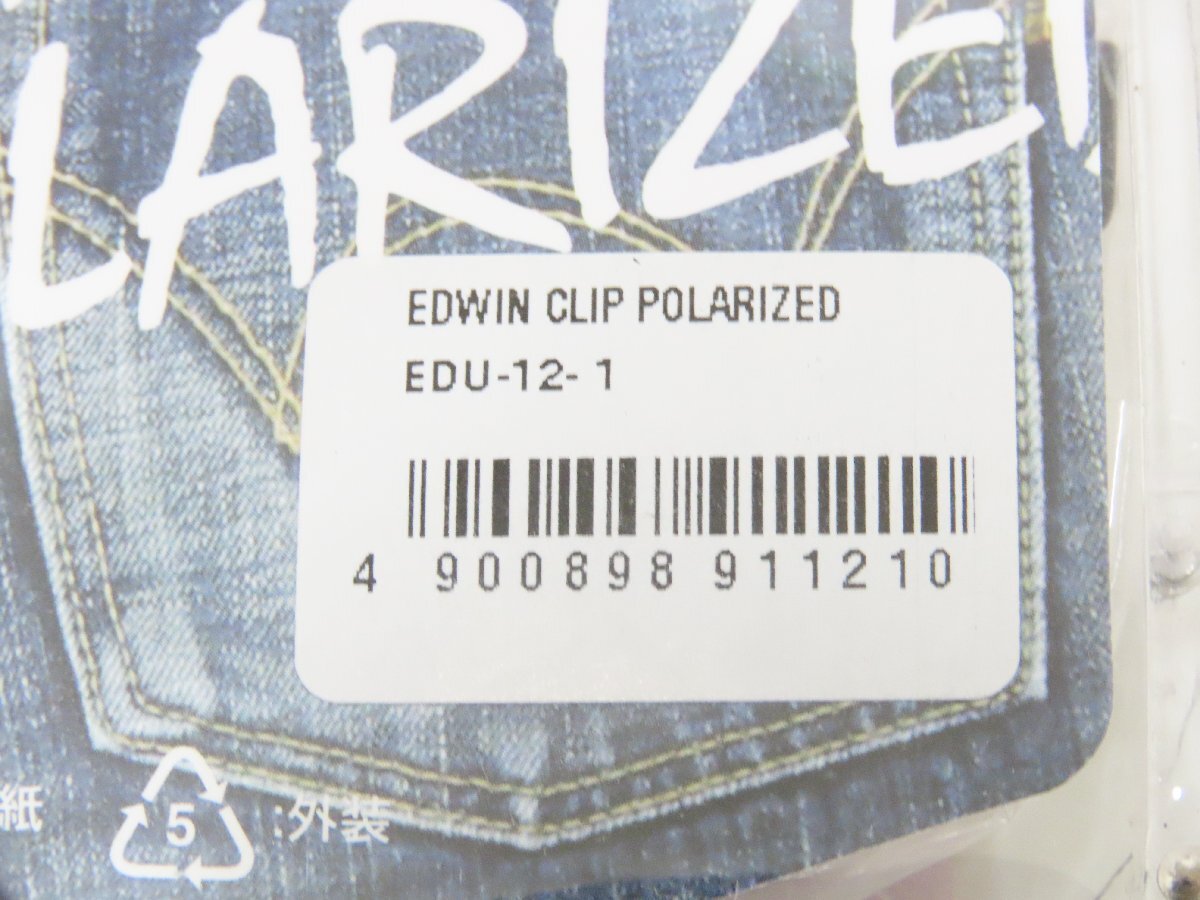 LARIZE
EDWIN CLIP POLARIZED
EDU-12- 1
4 900898 911210
紙
5 :外装